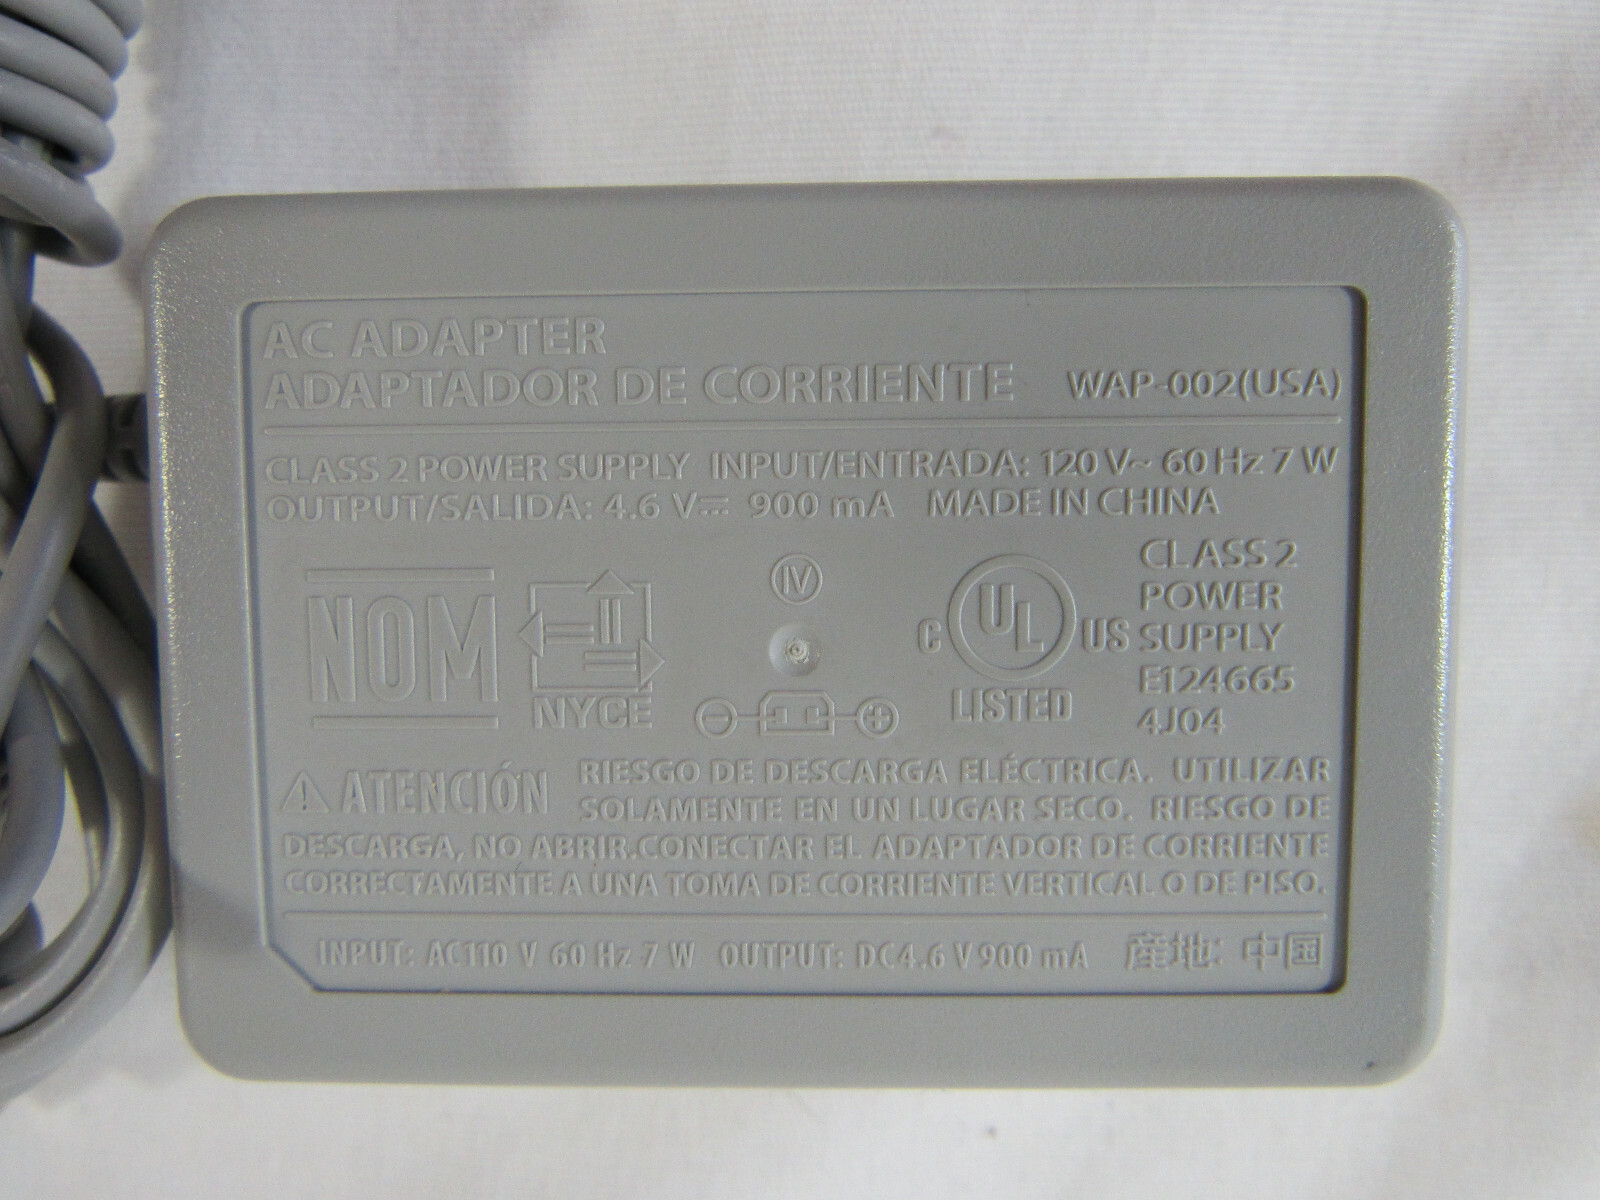 AC ADAPTER
ADAPTADOR DE CORRIENTE WAP-002(USA)
CLASS 2 POWER SUPPLY INPUT/ENTRADA: 120 V~ 60 Hz 7 W
OUTPUT/SALIDA: 4.6 V⎓ 900 mA MADE IN CHINA
NOM
NYCE
IV
C UL US
LISTED
CLASS 2
POWER
SUPPLY
E124665
4J04
⚠ ATENCIÓN RIESGO DE DESCARGA ELÉCTRICA. UTILIZAR
SOLAMENTE EN UN LUGAR SECO. RIESGO DE
DESCARGA, NO ABRIR.CONECTAR EL ADAPTADOR DE CORRIENTE
CORRECTAMENTE A UNA TOMA DE CORRIENTE VERTICAL O DE PISO.
INPUT: AC110 V 60 Hz 7 W OUTPUT: DC4.6 V 900 mA 産地: 中国